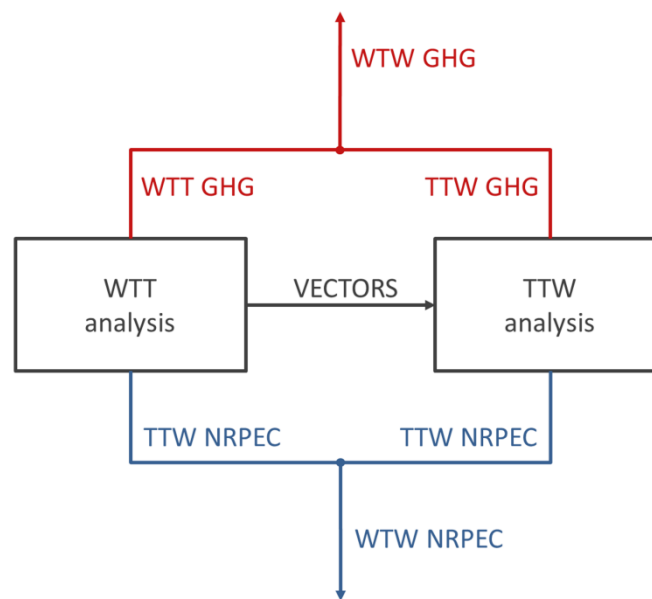 WTW GHG
WTT GHG
TTW GHG
WTT
analysis
VECTORS
TTW
analysis
TTW NRPEC
TTW NRPEC
WTW NRPEC